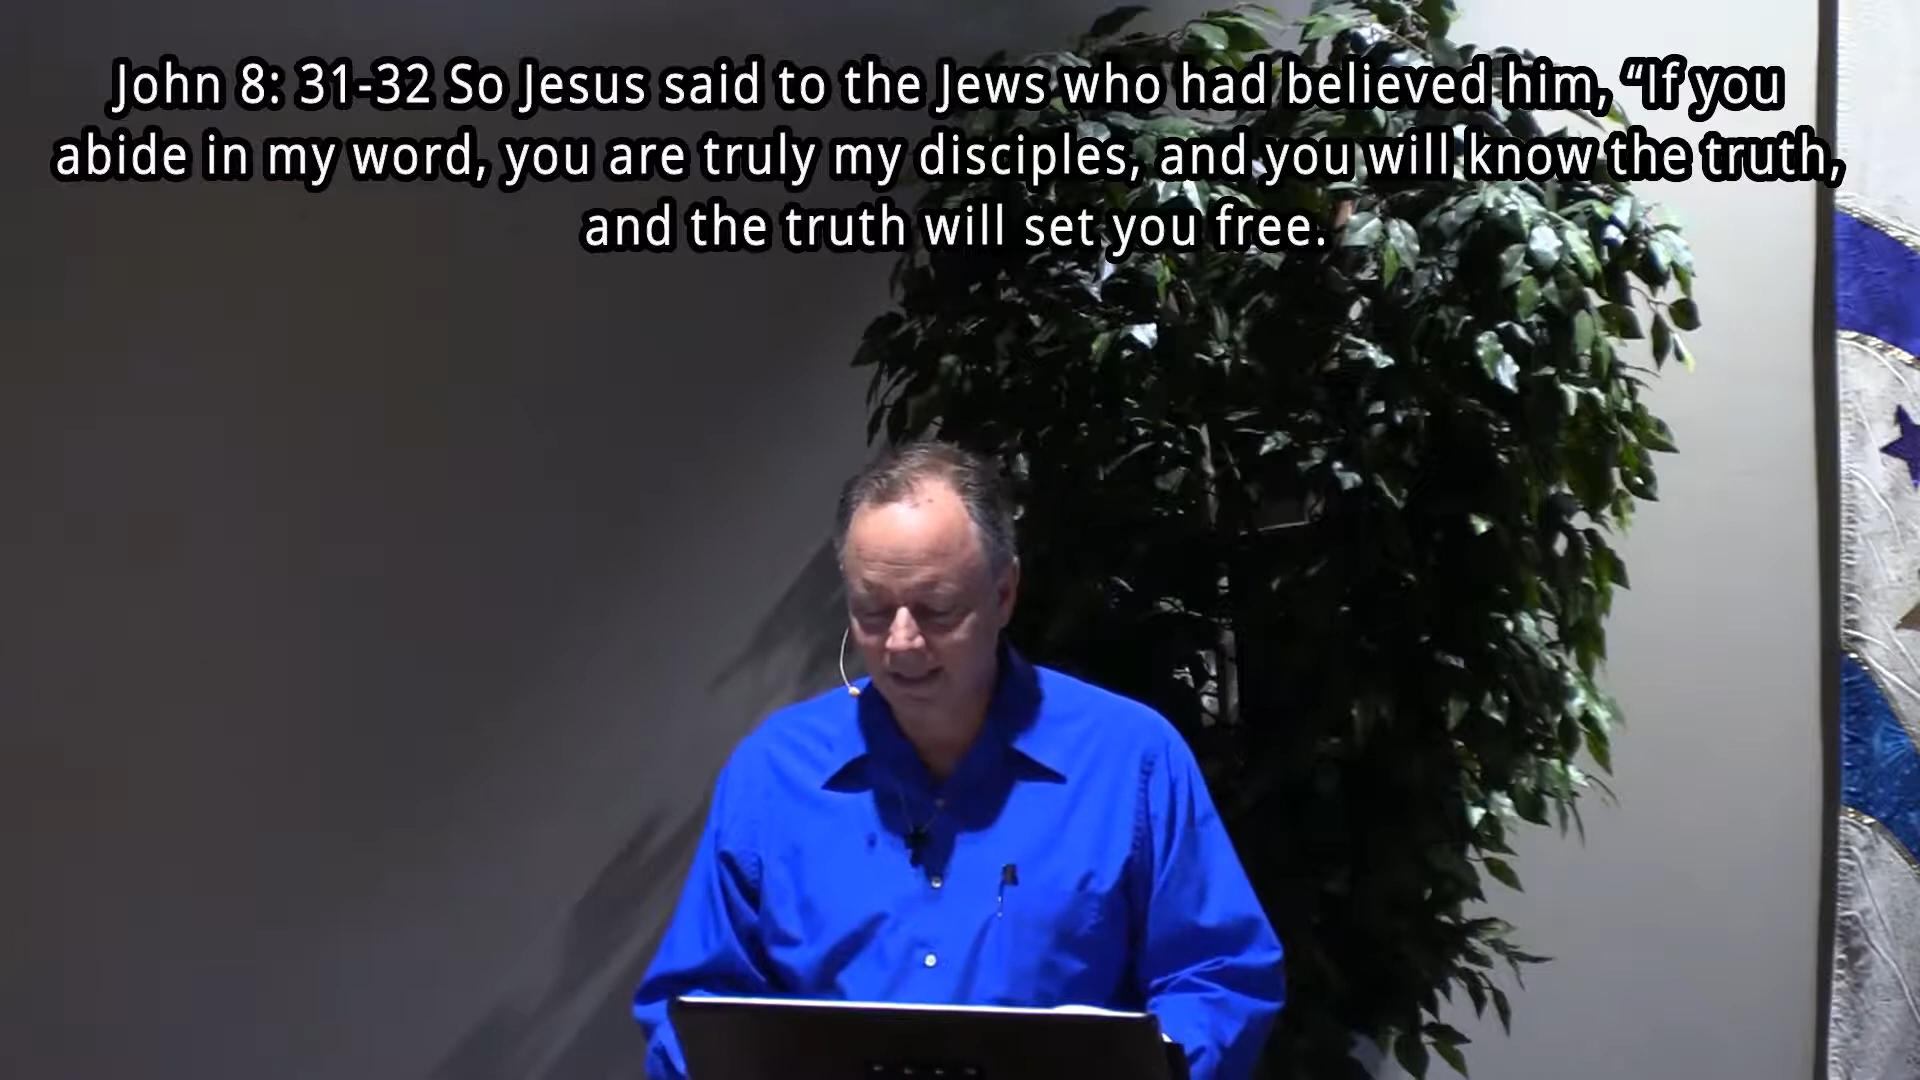 John 8: 31-32 So Jesus said to the Jews who had believed him, “If you
abide in my word, you are truly my disciples, and you will know the truth,
and the truth will set you free.